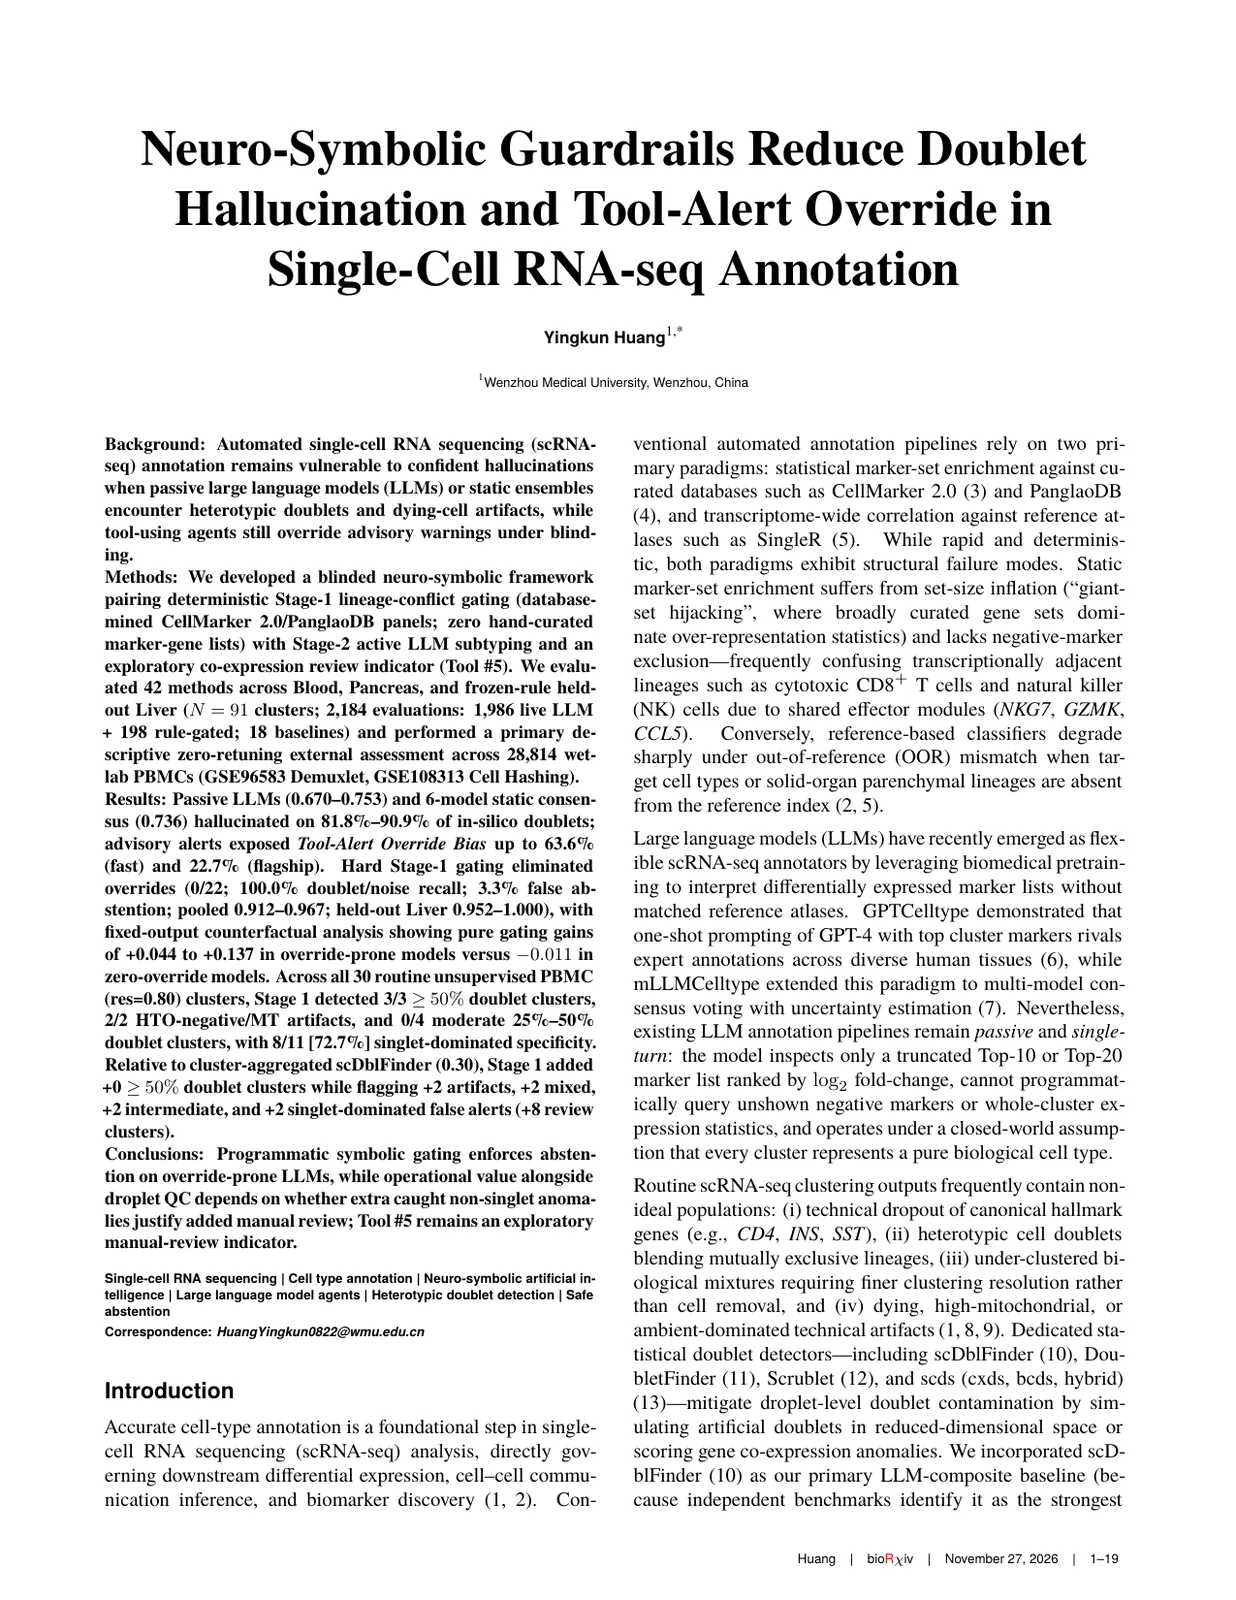 Neuro-Symbolic Guardrails Reduce Doublet
Hallucination and Tool-Alert Override in
Single-Cell RNA-seq Annotation
Yingkun Huang1,*
1Wenzhou Medical University, Wenzhou, China
Background: Automated single-cell RNA sequencing (scRNA-
seq) annotation remains vulnerable to confident hallucinations
when passive large language models (LLMs) or static ensembles
encounter heterotypic doublets and dying-cell artifacts, while
tool-using agents still override advisory warnings under blind-
ing.
Methods: We developed a blinded neuro-symbolic framework
pairing deterministic Stage-1 lineage-conflict gating (database-
mined CellMarker 2.0/PanglaoDB panels; zero hand-curated
marker-gene lists) with Stage-2 active LLM subtyping and an
exploratory co-expression review indicator (Tool #5). We evalu-
ated 42 methods across Blood, Pancreas, and frozen-rule held-
out Liver (N = 91 clusters; 2,184 evaluations: 1,986 live LLM
+ 198 rule-gated; 18 baselines) and performed a primary de-
scriptive zero-retuning external assessment across 28,814 wet-
lab PBMCs (GSE96583 Demuxlet, GSE108313 Cell Hashing).
Results: Passive LLMs (0.670–0.753) and 6-model static consen-
sus (0.736) hallucinated on 81.8%–90.9% of in-silico doublets;
advisory alerts exposed Tool-Alert Override Bias up to 63.6%
(fast) and 22.7% (flagship). Hard Stage-1 gating eliminated
overrides (0/22; 100.0% doublet/noise recall; 3.3% false ab-
stention; pooled 0.912–0.967; held-out Liver 0.952–1.000), with
fixed-output counterfactual analysis showing pure gating gains
of +0.044 to +0.137 in override-prone models versus −0.011 in
zero-override models. Across all 30 routine unsupervised PBMC
(res=0.80) clusters, Stage 1 detected 3/3 ≥ 50% doublet clusters,
2/2 HTO-negative/MT artifacts, and 0/4 moderate 25%–50%
doublet clusters, with 8/11 [72.7%] singlet-dominated specificity.
Relative to cluster-aggregated scDblFinder (0.30), Stage 1 added
+0 ≥ 50% doublet clusters while flagging +2 artifacts, +2 mixed,
+2 intermediate, and +2 singlet-dominated false alerts (+8 review
clusters).
Conclusions: Programmatic symbolic gating enforces absten-
tion on override-prone LLMs, while operational value alongside
droplet QC depends on whether extra caught non-singlet anoma-
lies justify added manual review; Tool #5 remains an exploratory
manual-review indicator.
Single-cell RNA sequencing | Cell type annotation | Neuro-symbolic artificial in-
telligence | Large language model agents | Heterotypic doublet detection | Safe
abstention
Correspondence: HuangYingkun0822@wmu.edu.cn
Introduction
Accurate cell-type annotation is a foundational step in single-
cell RNA sequencing (scRNA-seq) analysis, directly gov-
erning downstream differential expression, cell–cell commu-
nication inference, and biomarker discovery (1, 2). Con-
ventional automated annotation pipelines rely on two pri-
mary paradigms: statistical marker-set enrichment against cu-
rated databases such as CellMarker 2.0 (3) and PanglaoDB
(4), and transcriptome-wide correlation against reference at-
lases such as SingleR (5). While rapid and determinis-
tic, both paradigms exhibit structural failure modes. Static
marker-set enrichment suffers from set-size inflation (“giant-
set hijacking”, where broadly curated gene sets domi-
nate over-representation statistics) and lacks negative-marker
exclusion—frequently confusing transcriptionally adjacent
lineages such as cytotoxic CD8+ T cells and natural killer
(NK) cells due to shared effector modules (NKG7, GZMK,
CCL5). Conversely, reference-based classifiers degrade
sharply under out-of-reference (OOR) mismatch when tar-
get cell types or solid-organ parenchymal lineages are absent
from the reference index (2, 5).
Large language models (LLMs) have recently emerged as flex-
ible scRNA-seq annotators by leveraging biomedical pretrain-
ing to interpret differentially expressed marker lists without
matched reference atlases. GPTCelltype demonstrated that
one-shot prompting of GPT-4 with top cluster markers rivals
expert annotations across diverse human tissues (6), while
mLLMCelltype extended this paradigm to multi-model con-
sensus voting with uncertainty estimation (7). Nevertheless,
existing LLM annotation pipelines remain passive and single-
turn: the model inspects only a truncated Top-10 or Top-20
marker list ranked by log2 fold-change, cannot programmat-
ically query unshown negative markers or whole-cluster ex-
pression statistics, and operates under a closed-world assump-
tion that every cluster represents a pure biological cell type.
Routine scRNA-seq clustering outputs frequently contain non-
ideal populations: (i) technical dropout of canonical hallmark
genes (e.g., CD4, INS, SST), (ii) heterotypic cell doublets
blending mutually exclusive lineages, (iii) under-clustered bi-
ological mixtures requiring finer clustering resolution rather
than cell removal, and (iv) dying, high-mitochondrial, or
ambient-dominated technical artifacts (1, 8, 9). Dedicated sta-
tistical doublet detectors—including scDblFinder (10), Dou-
bletFinder (11), Scrublet (12), and scds (cxds, bcds, hybrid)
(13)—mitigate droplet-level doublet contamination by sim-
ulating artificial doublets in reduced-dimensional space or
scoring gene co-expression anomalies. We incorporated scD-
blFinder (10) as our primary LLM-composite baseline (be-
cause independent benchmarks identify it as the strongest
Huang | bioRχiv | November 27, 2026 | 1–19